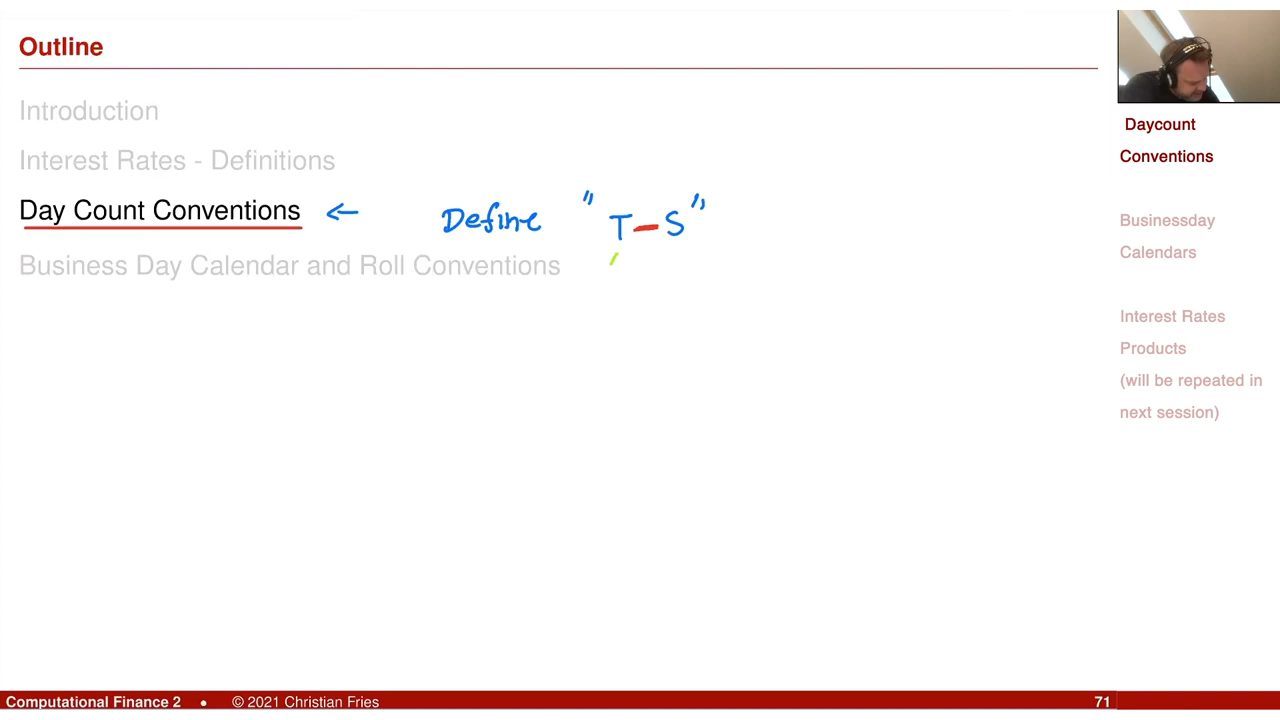 Outline
Introduction
Interest Rates - Definitions
Day Count Conventions ← Define "T-S"
Business Day Calendar and Roll Conventions
Daycount
Conventions
Businessday
Calendars
Interest Rates
Products
(will be repeated in
next session)
Computational Finance 2 • © 2021 Christian Fries 71